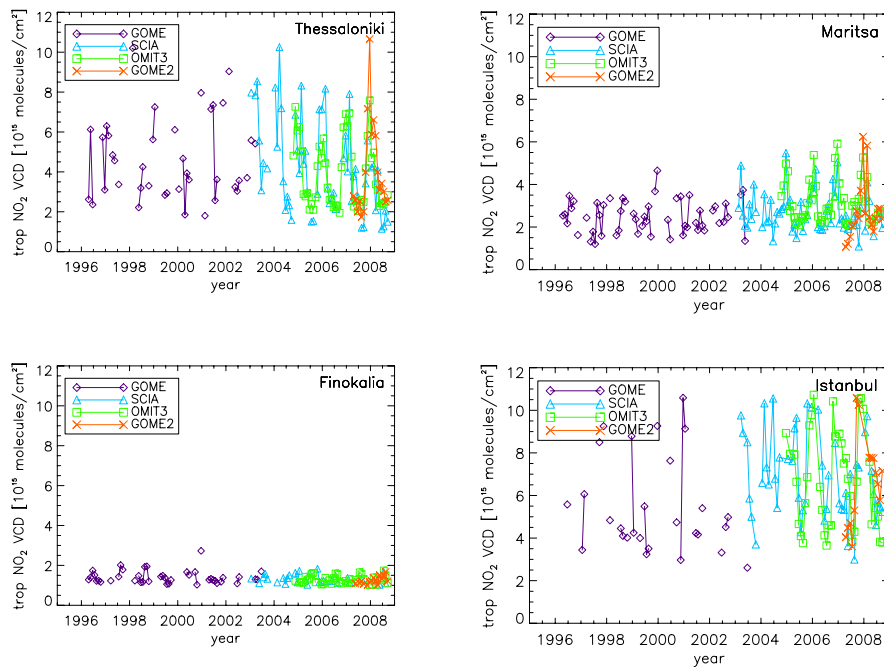 Thessaloniki
GOME
SCIA
OMIT3
GOME2
trop NO₂ VCD [10¹⁵ molecules/cm²]
12
10
8
6
4
2
0
1996 1998 2000 2002 2004 2006 2008
year
Maritsa
GOME
SCIA
OMIT3
GOME2
trop NO₂ VCD [10¹⁵ molecules/cm²]
12
10
8
6
4
2
0
1996 1998 2000 2002 2004 2006 2008
year
Finokalia
GOME
SCIA
OMIT3
GOME2
trop NO₂ VCD [10¹⁵ molecules/cm²]
12
10
8
6
4
2
0
1996 1998 2000 2002 2004 2006 2008
year
Istanbul
GOME
SCIA
OMIT3
GOME2
trop NO₂ VCD [10¹⁵ molecules/cm²]
12
10
8
6
4
2
0
1996 1998 2000 2002 2004 2006 2008
year